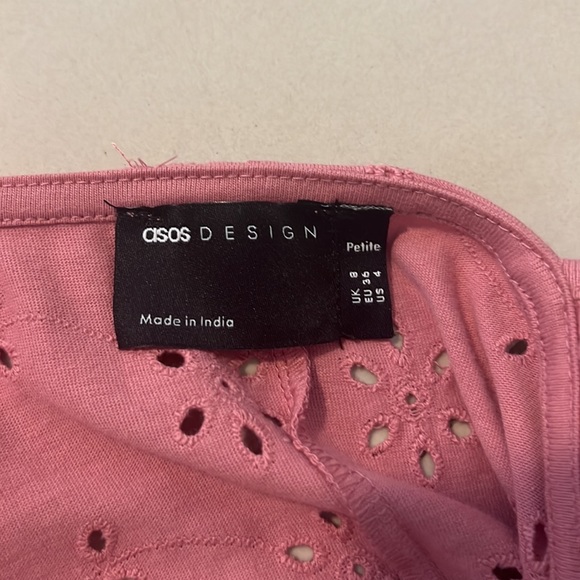 asos DESIGN
Petite
UK 8
EU 36
US 4
Made in India